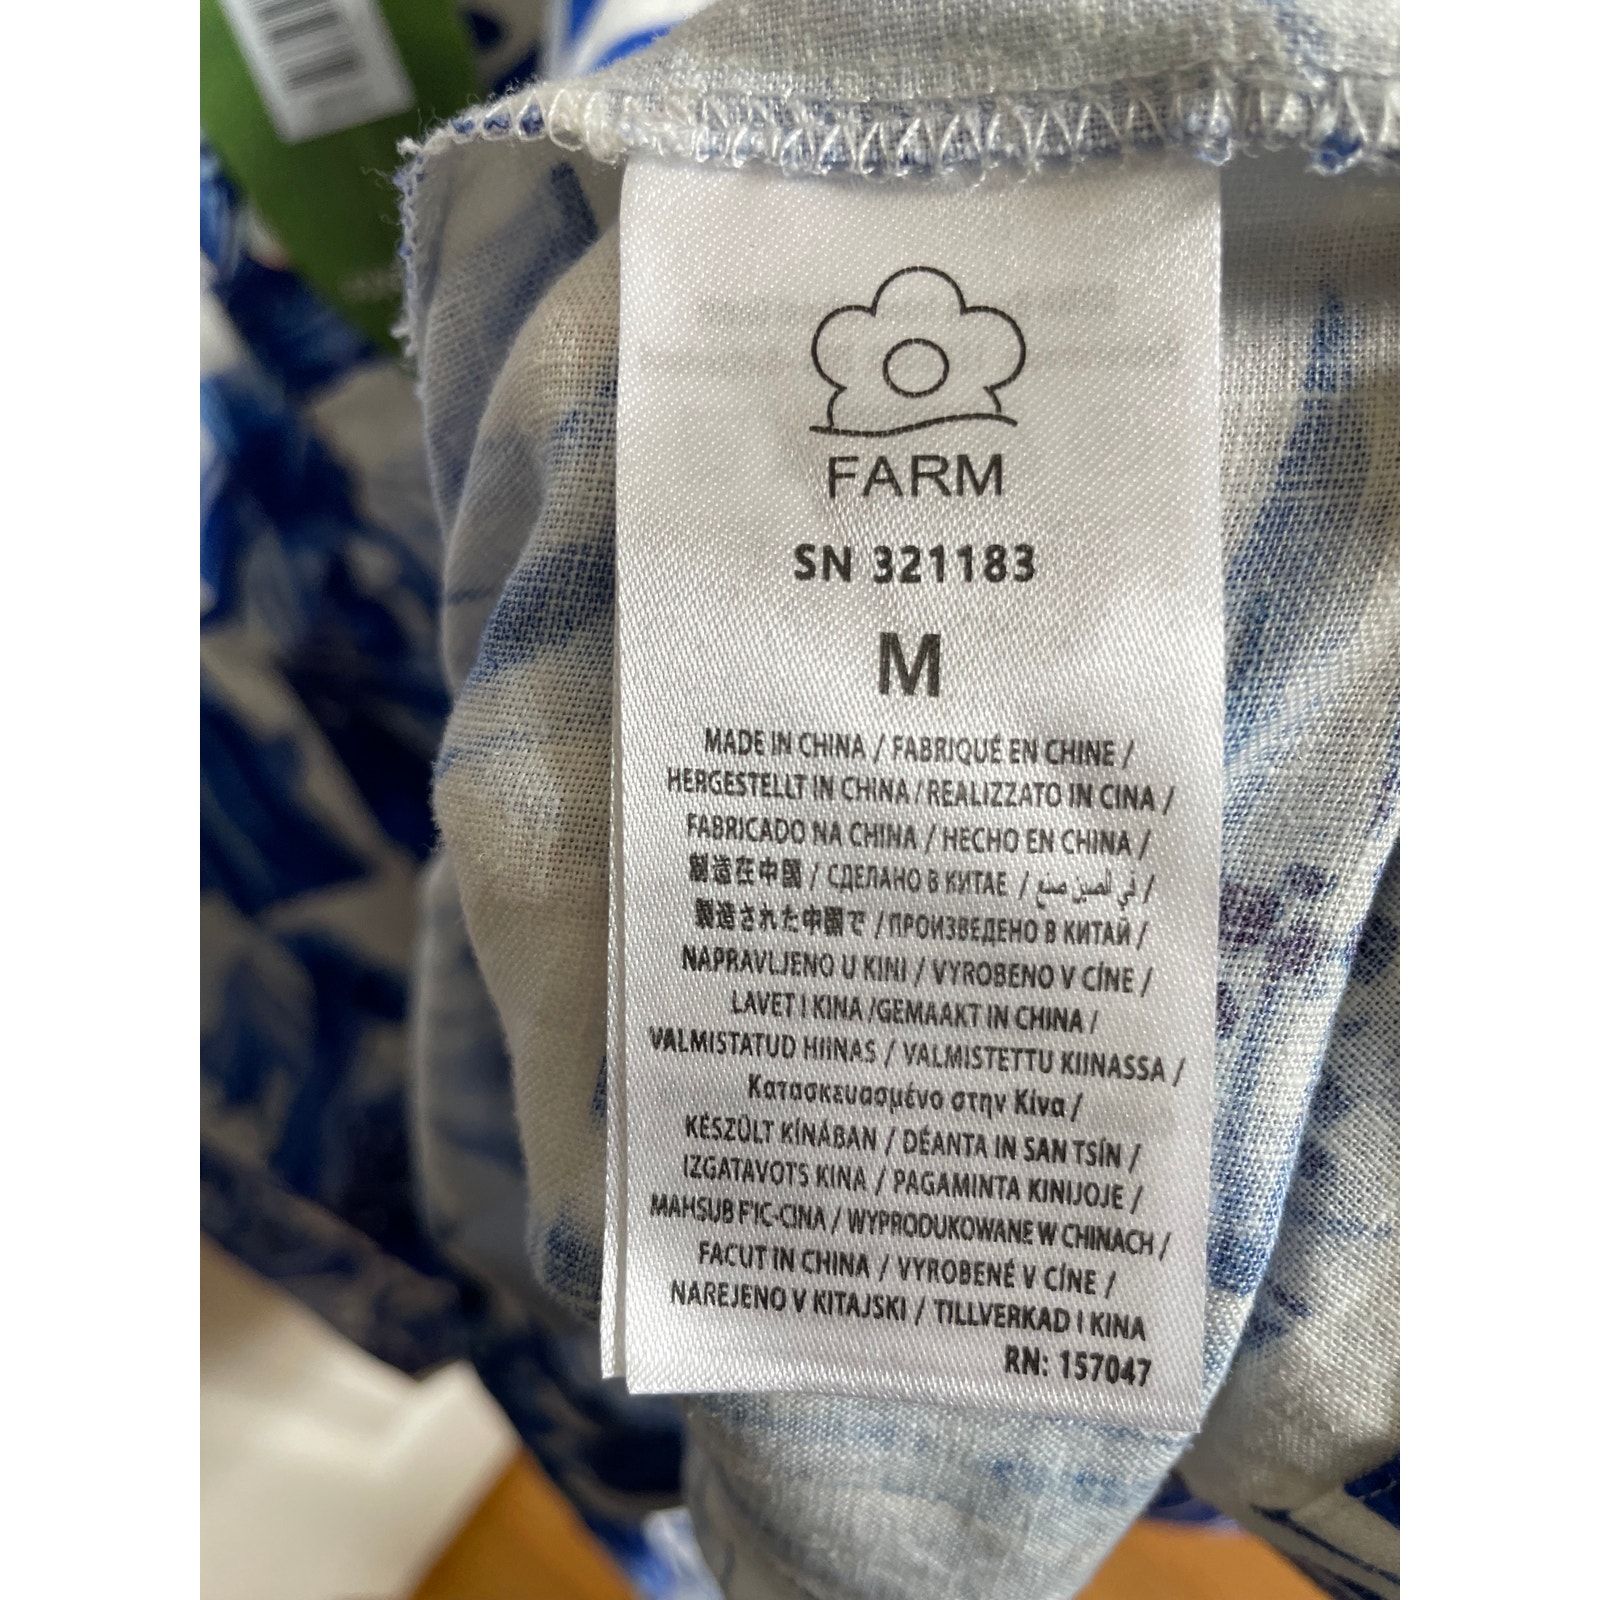 FARM
SN 321183
M
MADE IN CHINA / FABRIQUÉ EN CHINE /
HERGESTELLT IN CHINA / REALIZZATO IN CINA /
FABRICADO NA CHINA / HECHO EN CHINA /
製造在中國 / СДЕЛАНО В КИТАЕ / في لصين صنع /
製造された中國で / ПРОИЗВЕДЕНО В КИТАЙ /
NAPRAVLJENO U KINI / VYROBENO V CÍNE /
LAVET I KINA /GEMAAKT IN CHINA /
VALMISTATUD HIINAS / VALMISTETTU KIINASSA /
Κατασκευασμένο στην Κίνα /
KÉSZÜLT KÍNÁBAN / DÉANTA IN SAN TSÍN /
IZGATAVOTS KINA / PAGAMINTA KINIJOJE /
MAHSUB F'IC-CINA / WYPRODUKOWANE W CHINACH /
FACUT IN CHINA / VYROBENÉ V CÍNE /
NAREJENO V KITAJSKI / TILLVERKAD I KINA
RN: 157047